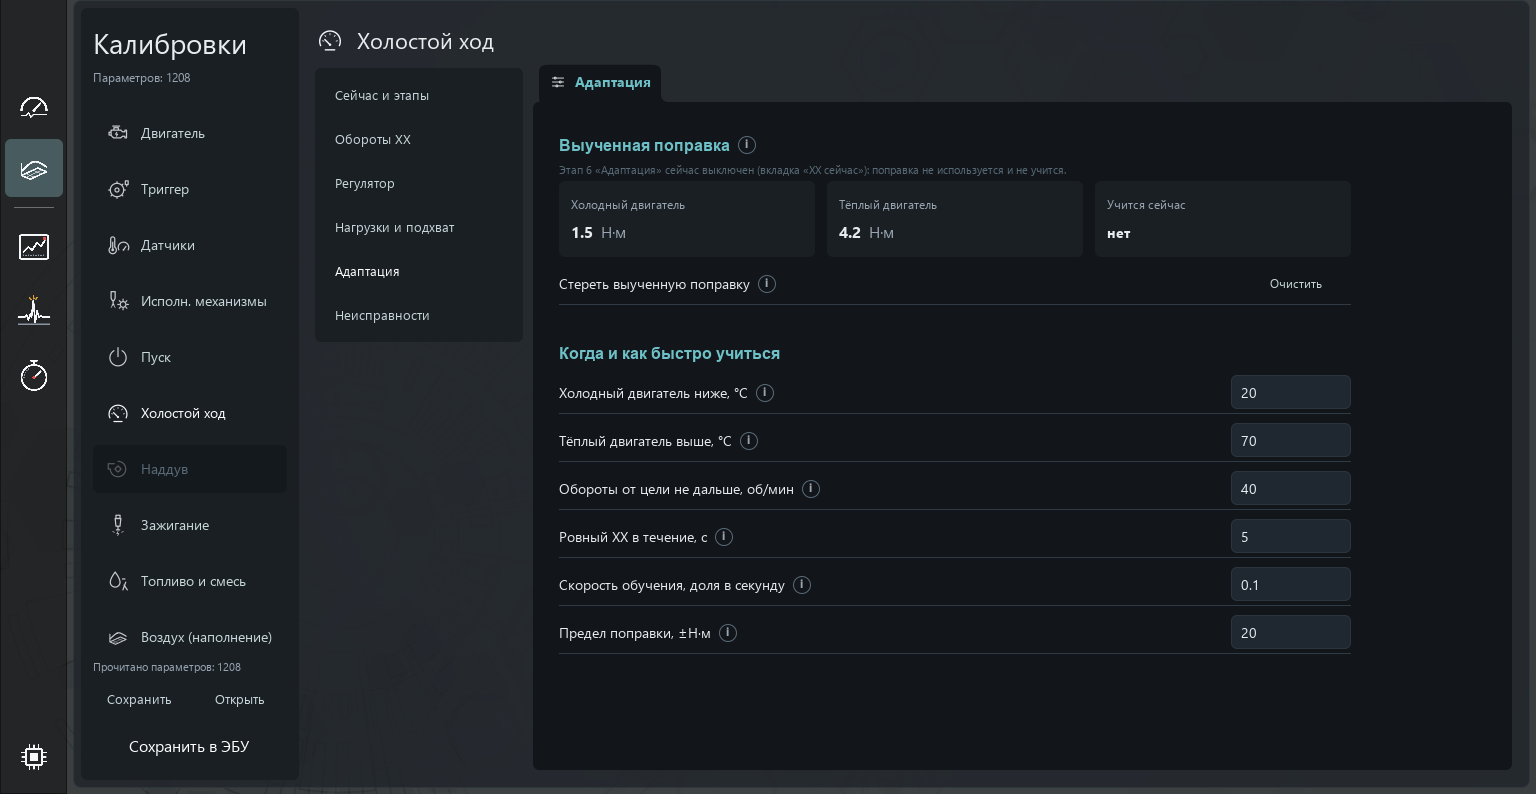 Калибровки
Параметров: 1208
Двигатель
Триггер
Датчики
Исполн. механизмы
Пуск
Холостой ход
Наддув
Зажигание
Топливо и смесь
Воздух (наполнение)
Прочитано параметров: 1208
Сохранить
Открыть
Сохранить в ЭБУ
Холостой ход
Сейчас и этапы
Обороты ХХ
Регулятор
Нагрузки и подхват
Адаптация
Неисправности
Адаптация
Выученная поправка
Этап 6 «Адаптация» сейчас выключен (вкладка «ХХ сейчас»): поправка не используется и не учится.
Холодный двигатель
1.5 Н·м
Тёплый двигатель
4.2 Н·м
Учится сейчас
нет
Стереть выученную поправку
Очистить
Когда и как быстро учиться
Холодный двигатель ниже, °C
20
Тёплый двигатель выше, °C
70
Обороты от цели не дальше, об/мин
40
Ровный ХХ в течение, с
5
Скорость обучения, доля в секунду
0.1
Предел поправки, ±Н·м
20